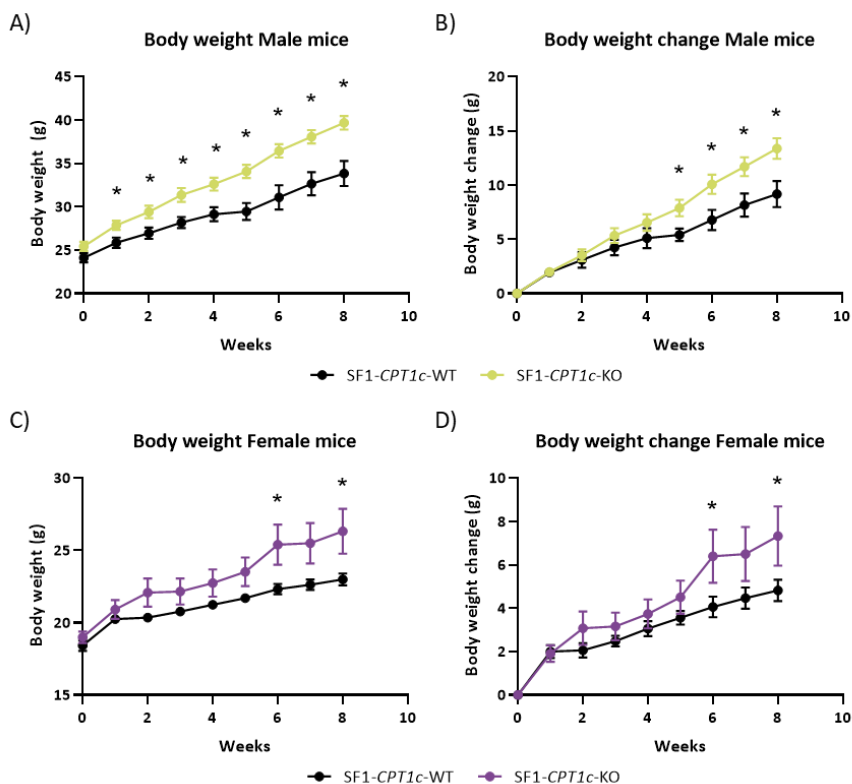 A)
Body weight Male mice
Body weight (g)
45
40
35
30
25
20
* * * * * * * *
0 2 4 6 8 10
Weeks
B)
Body weight change Male mice
Body weight change (g)
20
15
10
5
0
* * * *
0 2 4 6 8 10
Weeks
SF1-CPT1c-WT SF1-CPT1c-KO
C)
Body weight Female mice
Body weight (g)
30
25
20
15
* *
0 2 4 6 8 10
Weeks
D)
Body weight change Female mice
Body weight change (g)
10
8
6
4
2
0
* *
0 2 4 6 8 10
Weeks
SF1-CPT1c-WT SF1-CPT1c-KO